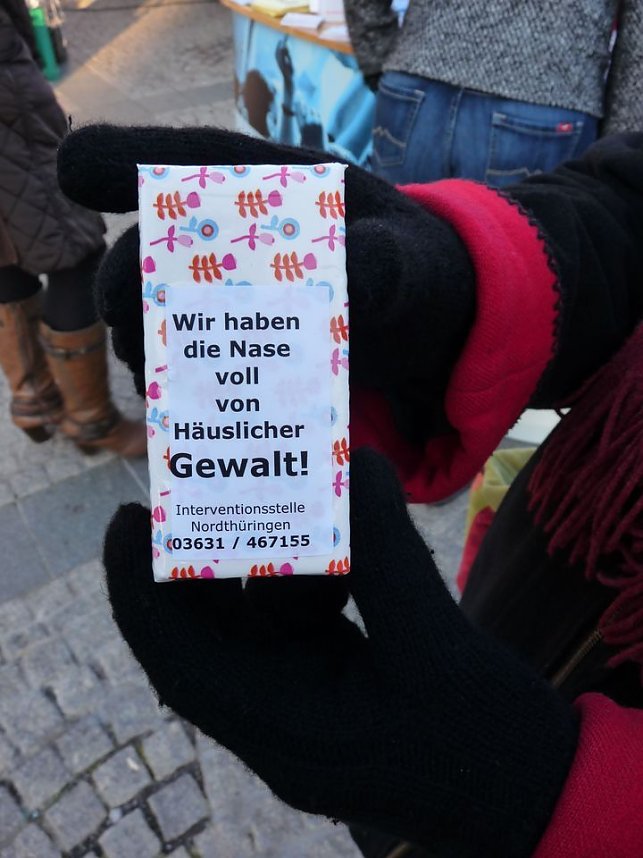 Wir haben
die Nase
voll
von
Häuslicher
Gewalt!
Interventionsstelle
Nordthüringen
03631 / 467155